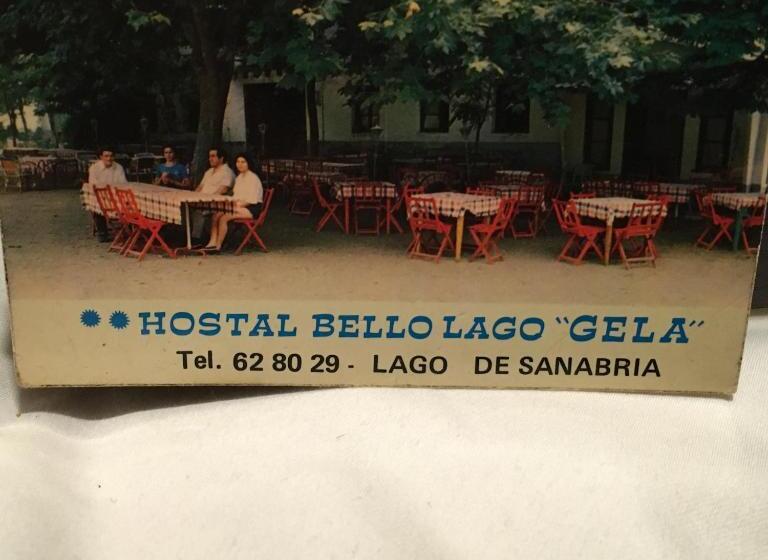 ** HOSTAL BELLO LAGO "GELA"
Tel. 62 80 29 - LAGO DE SANABRIA